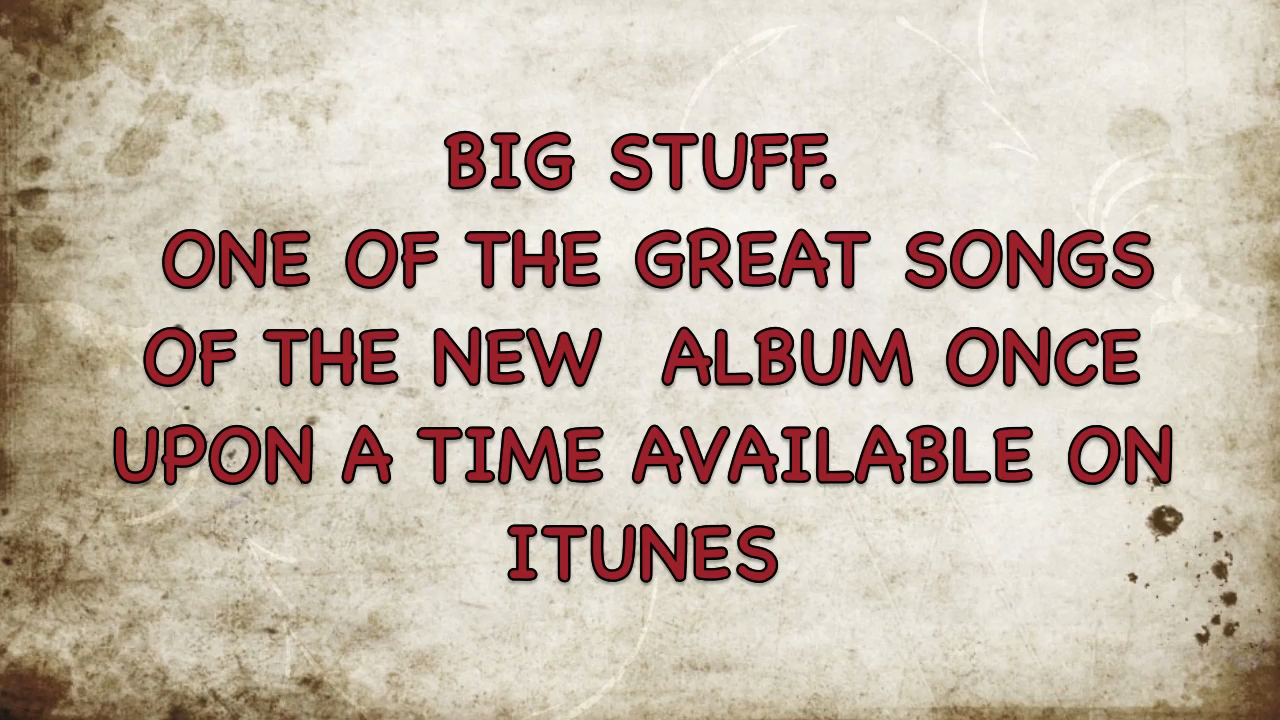 BIG STUFF.
ONE OF THE GREAT SONGS
OF THE NEW ALBUM ONCE
UPON A TIME AVAILABLE ON
ITUNES